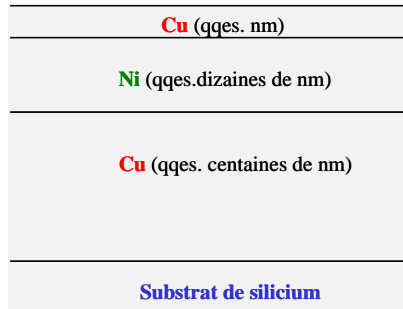 Cu (qqes. nm)
Ni (qqes.dizaines de nm)
Cu (qqes. centaines de nm)
Substrat de silicium